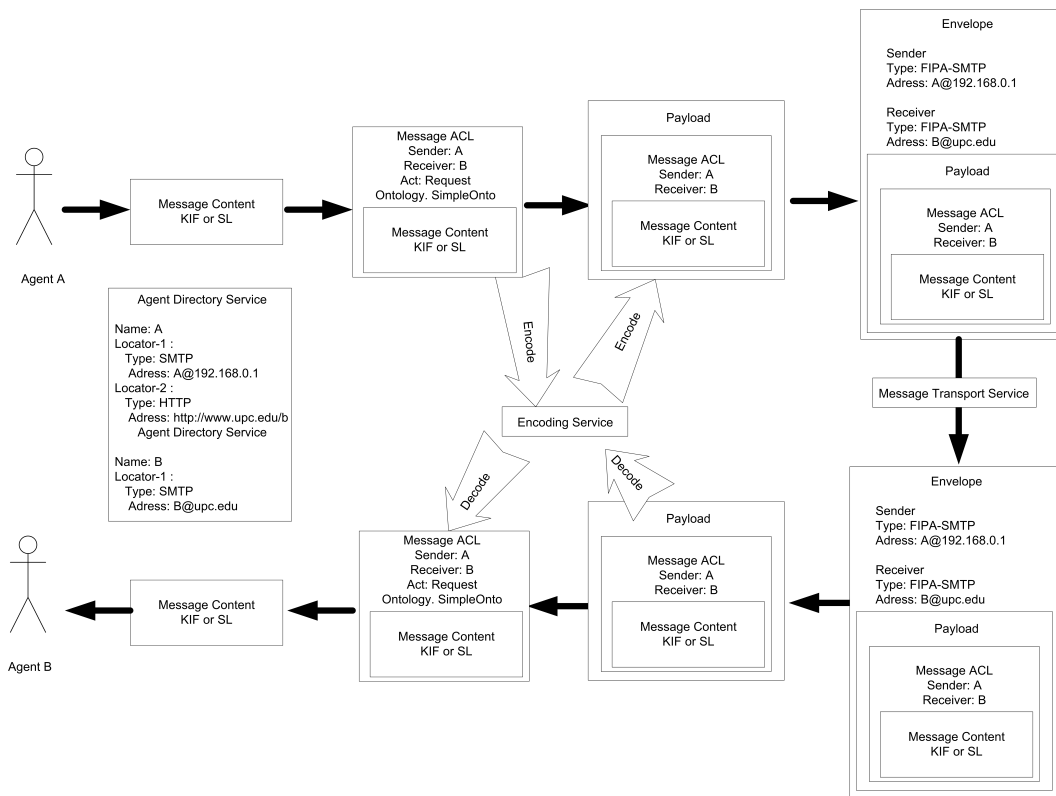 Agent A
Message Content
KIF or SL
Message ACL
Sender: A
Receiver: B
Act: Request
Ontology. SimpleOnto
Message Content
KIF or SL
Payload
Message ACL
Sender: A
Receiver: B
Message Content
KIF or SL
Envelope
Sender
Type: FIPA-SMTP
Adress: A@192.168.0.1
Receiver
Type: FIPA-SMTP
Adress: B@upc.edu
Payload
Message ACL
Sender: A
Receiver: B
Message Content
KIF or SL
Agent Directory Service
Name: A
Locator-1 :
Type: SMTP
Adress: A@192.168.0.1
Locator-2 :
Type: HTTP
Adress: http://www.upc.edu/b
Agent Directory Service
Name: B
Locator-1 :
Type: SMTP
Adress: B@upc.edu
Encode
Encode
Encoding Service
Decode
Decode
Message Transport Service
Envelope
Sender
Type: FIPA-SMTP
Adress: A@192.168.0.1
Receiver
Type: FIPA-SMTP
Adress: B@upc.edu
Payload
Message ACL
Sender: A
Receiver: B
Message Content
KIF or SL
Payload
Message ACL
Sender: A
Receiver: B
Message Content
KIF or SL
Message ACL
Sender: A
Receiver: B
Act: Request
Ontology. SimpleOnto
Message Content
KIF or SL
Message Content
KIF or SL
Agent B